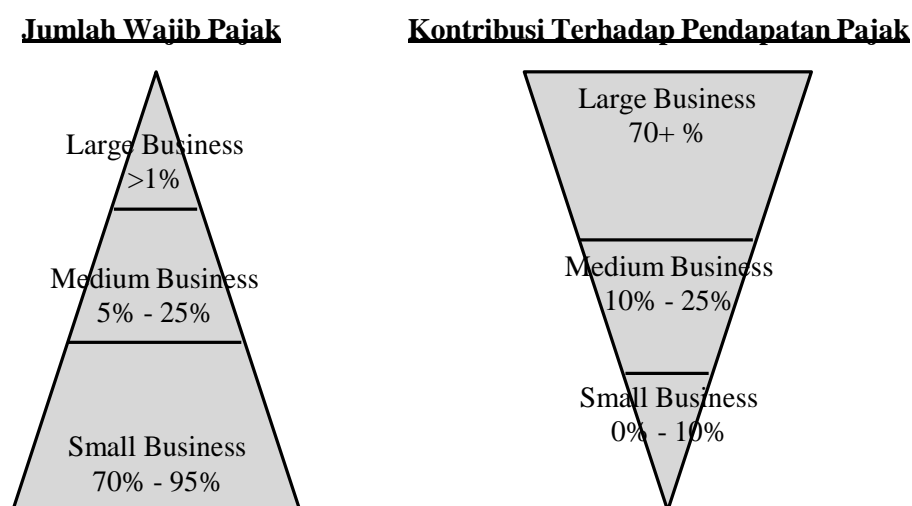 Jumlah Wajib Pajak
Large Business
>1%
Medium Business
5% - 25%
Small Business
70% - 95%
Kontribusi Terhadap Pendapatan Pajak
Large Business
70+ %
Medium Business
10% - 25%
Small Business
0% - 10%